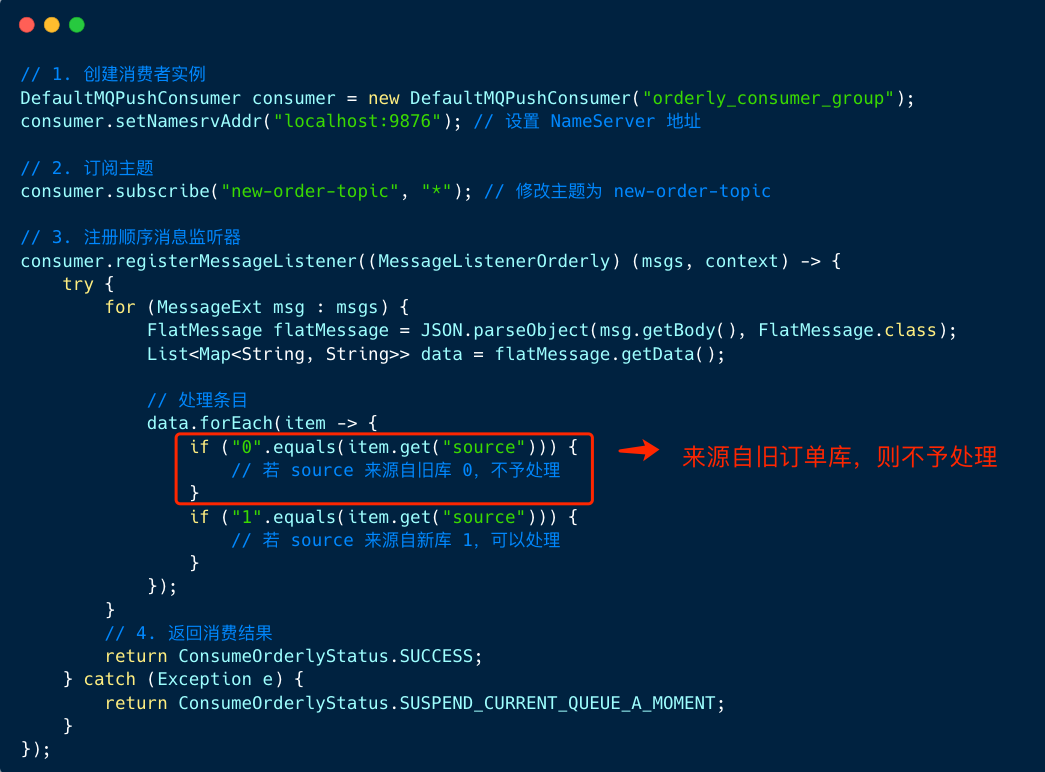 // 1. 创建消费者实例
DefaultMQPushConsumer consumer = new DefaultMQPushConsumer("orderly_consumer_group");
consumer.setNamesrvAddr("localhost:9876"); // 设置 NameServer 地址
// 2. 订阅主题
consumer.subscribe("new-order-topic", "*"); // 修改主题为 new-order-topic
// 3. 注册顺序消息监听器
consumer.registerMessageListener((MessageListenerOrderly) (msgs, context) -> {
    try {
        for (MessageExt msg : msgs) {
            FlatMessage flatMessage = JSON.parseObject(msg.getBody(), FlatMessage.class);
            List<Map<String, String>> data = flatMessage.getData();
            // 处理条目
            data.forEach(item -> {
                if ("0".equals(item.get("source"))) {
                    // 若 source 来源自旧库 0，不予处理
                }
                if ("1".equals(item.get("source"))) {
                    // 若 source 来源自新库 1，可以处理
                }
            });
        }
        // 4. 返回消费结果
        return ConsumeOrderlyStatus.SUCCESS;
    } catch (Exception e) {
        return ConsumeOrderlyStatus.SUSPEND_CURRENT_QUEUE_A_MOMENT;
    }
});
来源自旧订单库，则不予处理